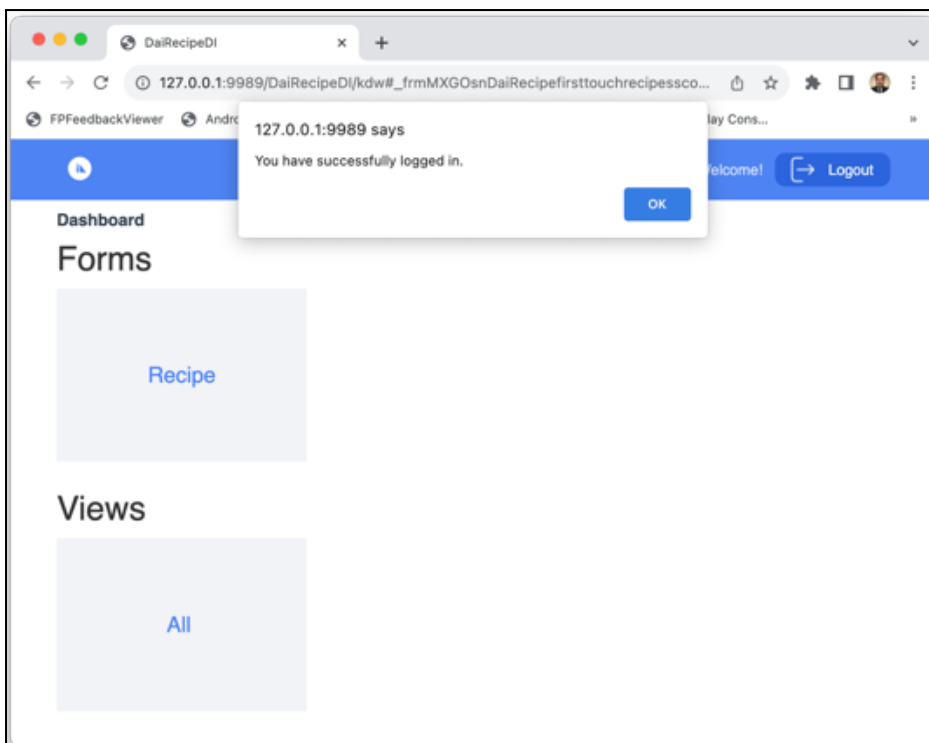 DaiRecipeDI
127.0.0.1:9989/DaiRecipeDI/kdw#_frmMXGOsnDaiRecipefirsttouchrecipessco...
FPFeedbackViewer
Cons...
127.0.0.1:9989 says
You have successfully logged in.
OK
Logout
Dashboard
Forms
Recipe
Views
All